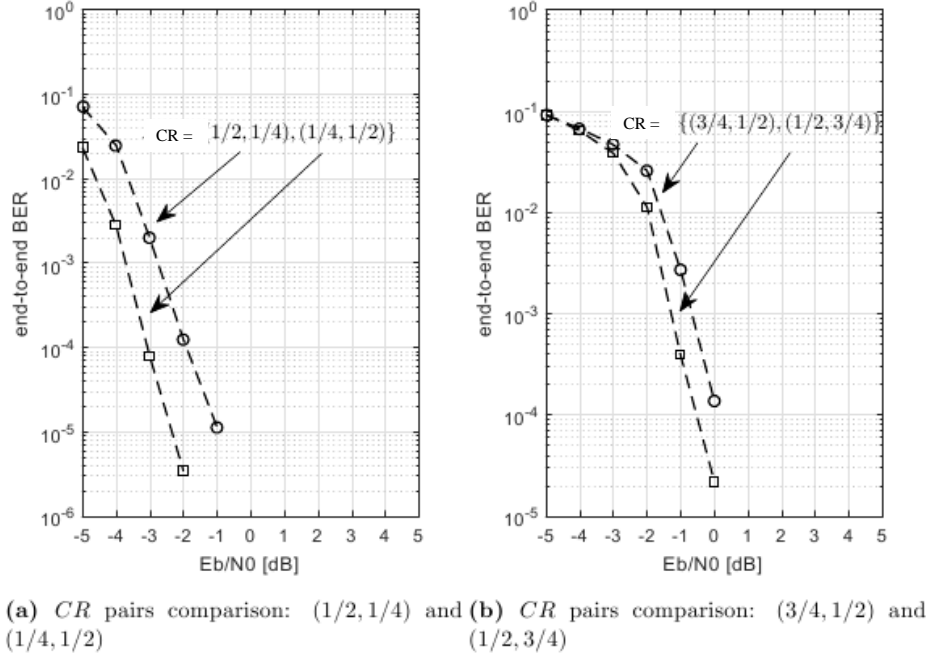 10^0
10^-1
10^-2
10^-3
10^-4
10^-5
10^-6
end-to-end BER
CR = (1/2, 1/4), (1/4, 1/2)}
-5 -4 -3 -2 -1 0 1 2 3 4 5
Eb/N0 [dB]
10^0
10^-1
10^-2
10^-3
10^-4
10^-5
end-to-end BER
CR = {(3/4, 1/2), (1/2, 3/4)}
-5 -4 -3 -2 -1 0 1 2 3 4 5
Eb/N0 [dB]
(a) CR pairs comparison: (1/2, 1/4) and
(1/4, 1/2)
(b) CR pairs comparison: (3/4, 1/2) and
(1/2, 3/4)